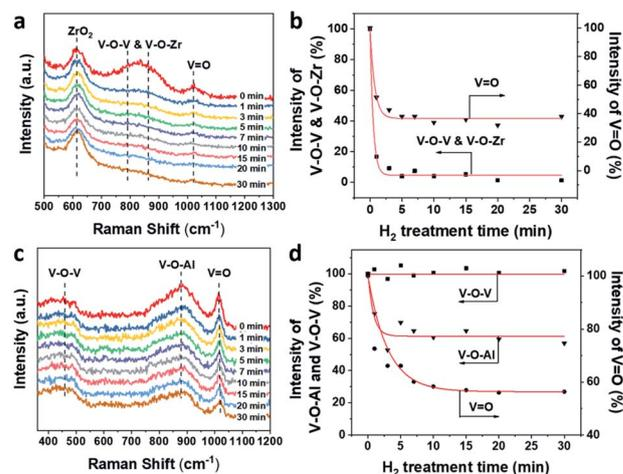 a
ZrO2
V-O-V & V-O-Zr
V=O
0 min
1 min
3 min
5 min
7 min
10 min
15 min
20 min
30 min
Intensity (a.u.)
500 600 700 800 900 1000 1100 1200 1300
Raman Shift (cm-1)
b
Intensity of
V-O-V & V-O-Zr (%)
100
80
60
40
20
0
V=O
V-O-V & V-O-Zr
100
80
60
40
20
0
Intensity of V=O (%)
0 5 10 15 20 25 30
H2 treatment time (min)
c
V-O-V
V-O-Al
V=O
0 min
1 min
3 min
5 min
7 min
10 min
15 min
20 min
30 min
Intensity (a.u.)
400 500 600 700 800 900 1000 1100 1200
Raman Shift (cm-1)
d
Intensity of
V-O-Al and V-O-V (%)
120
100
80
60
40
20
0
V-O-V
V-O-Al
V=O
100
80
60
40
Intensity of V=O (%)
0 5 10 15 20 25 30
H2 treatment time (min)